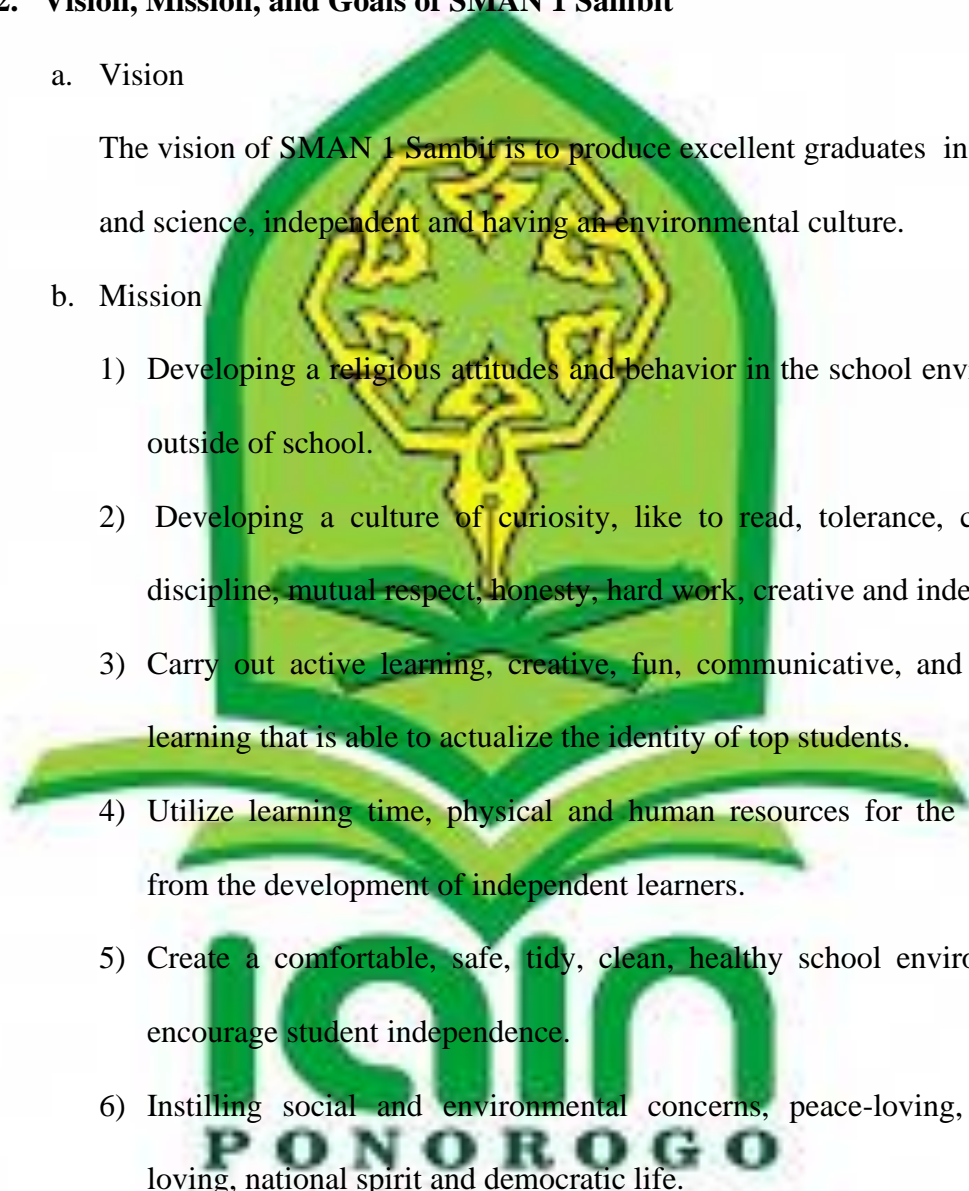 2. Vision, Mission, and Goals of SMAN 1 Sambit
a. Vision
The vision of SMAN 1 Sambit is to produce excellent graduates in
and science, independent and having an environmental culture.
b. Mission
1) Developing a religious attitudes and behavior in the school
outside of school.
2) Developing a culture of curiosity, like to read, tolerance,
discipline, mutual respect, honesty, hard work, creative and
3) Carry out active learning, creative, fun, communicative, and
learning that is able to actualize the identity of top students.
4) Utilize learning time, physical and human resources for the
from the development of independent learners.
5) Create a comfortable, safe, tidy, clean, healthy school
encourage student independence.
6) Instilling social and environmental concerns, peace-loving,
loving, national spirit and democratic life.
iain
PONOROGO